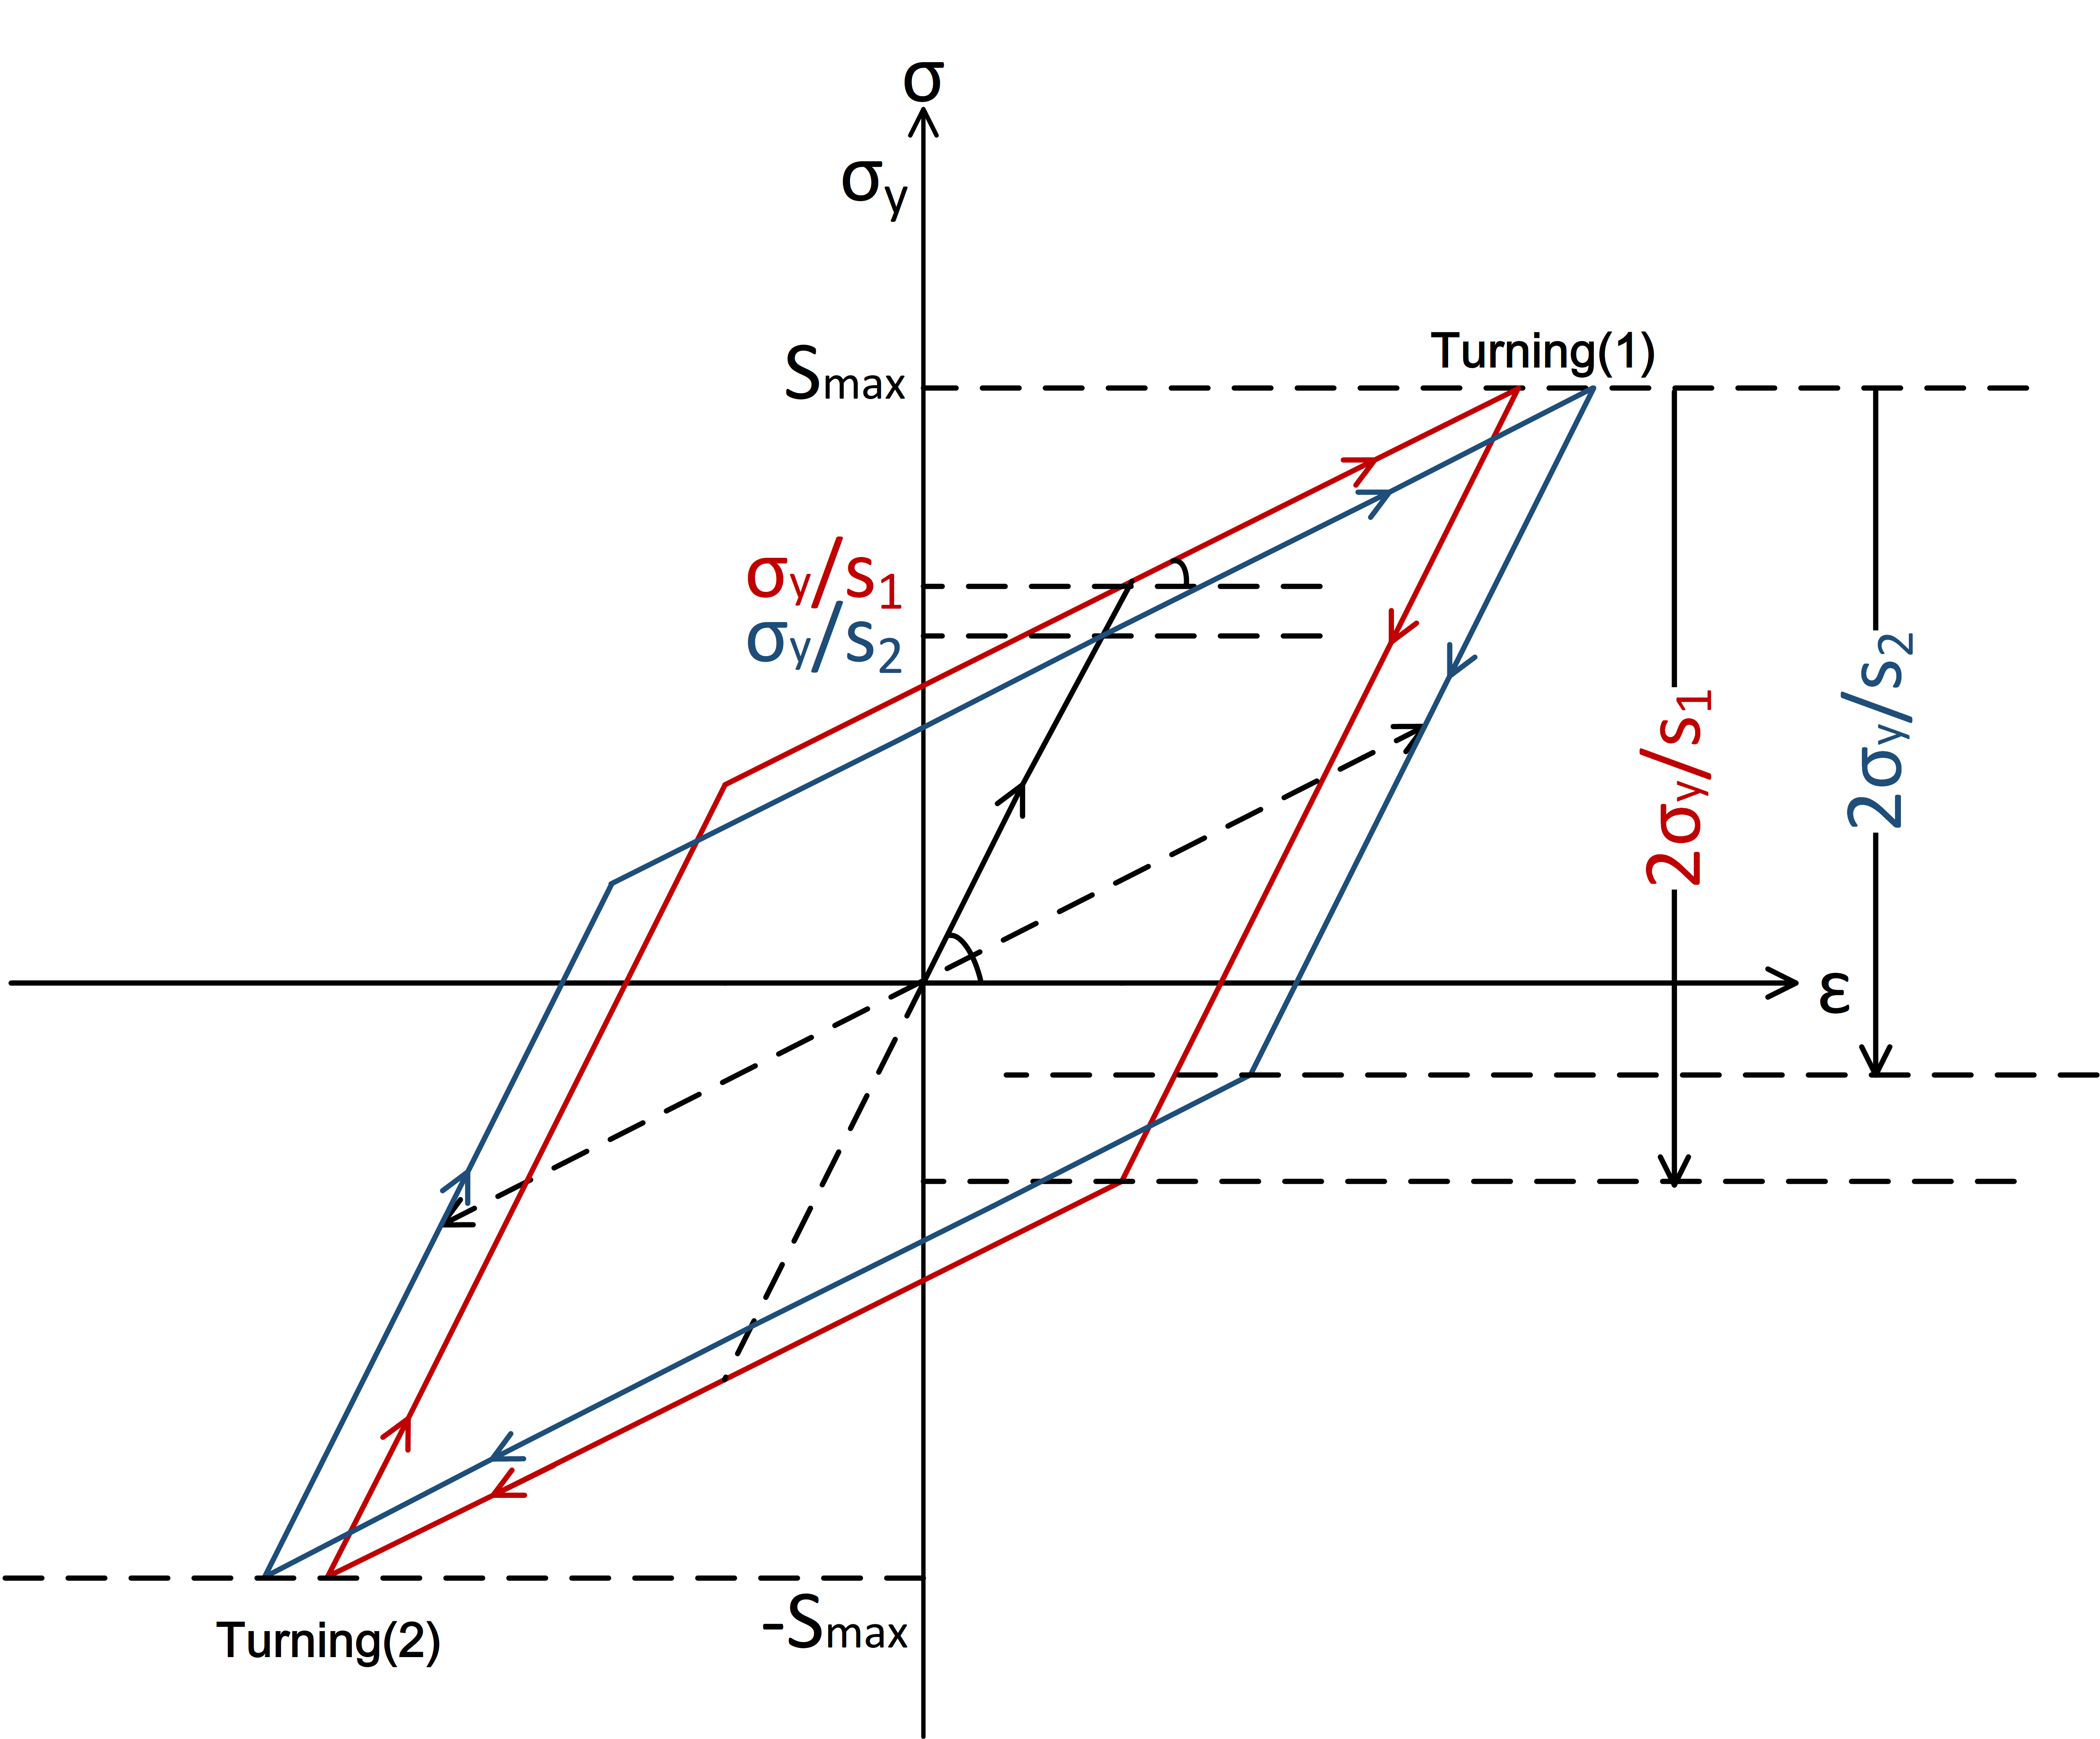 σ
σy
Turning(1)
Smax
σy/s1
σy/s2
2σy/s1
2σy/s2
ε
-Smax
Turning(2)